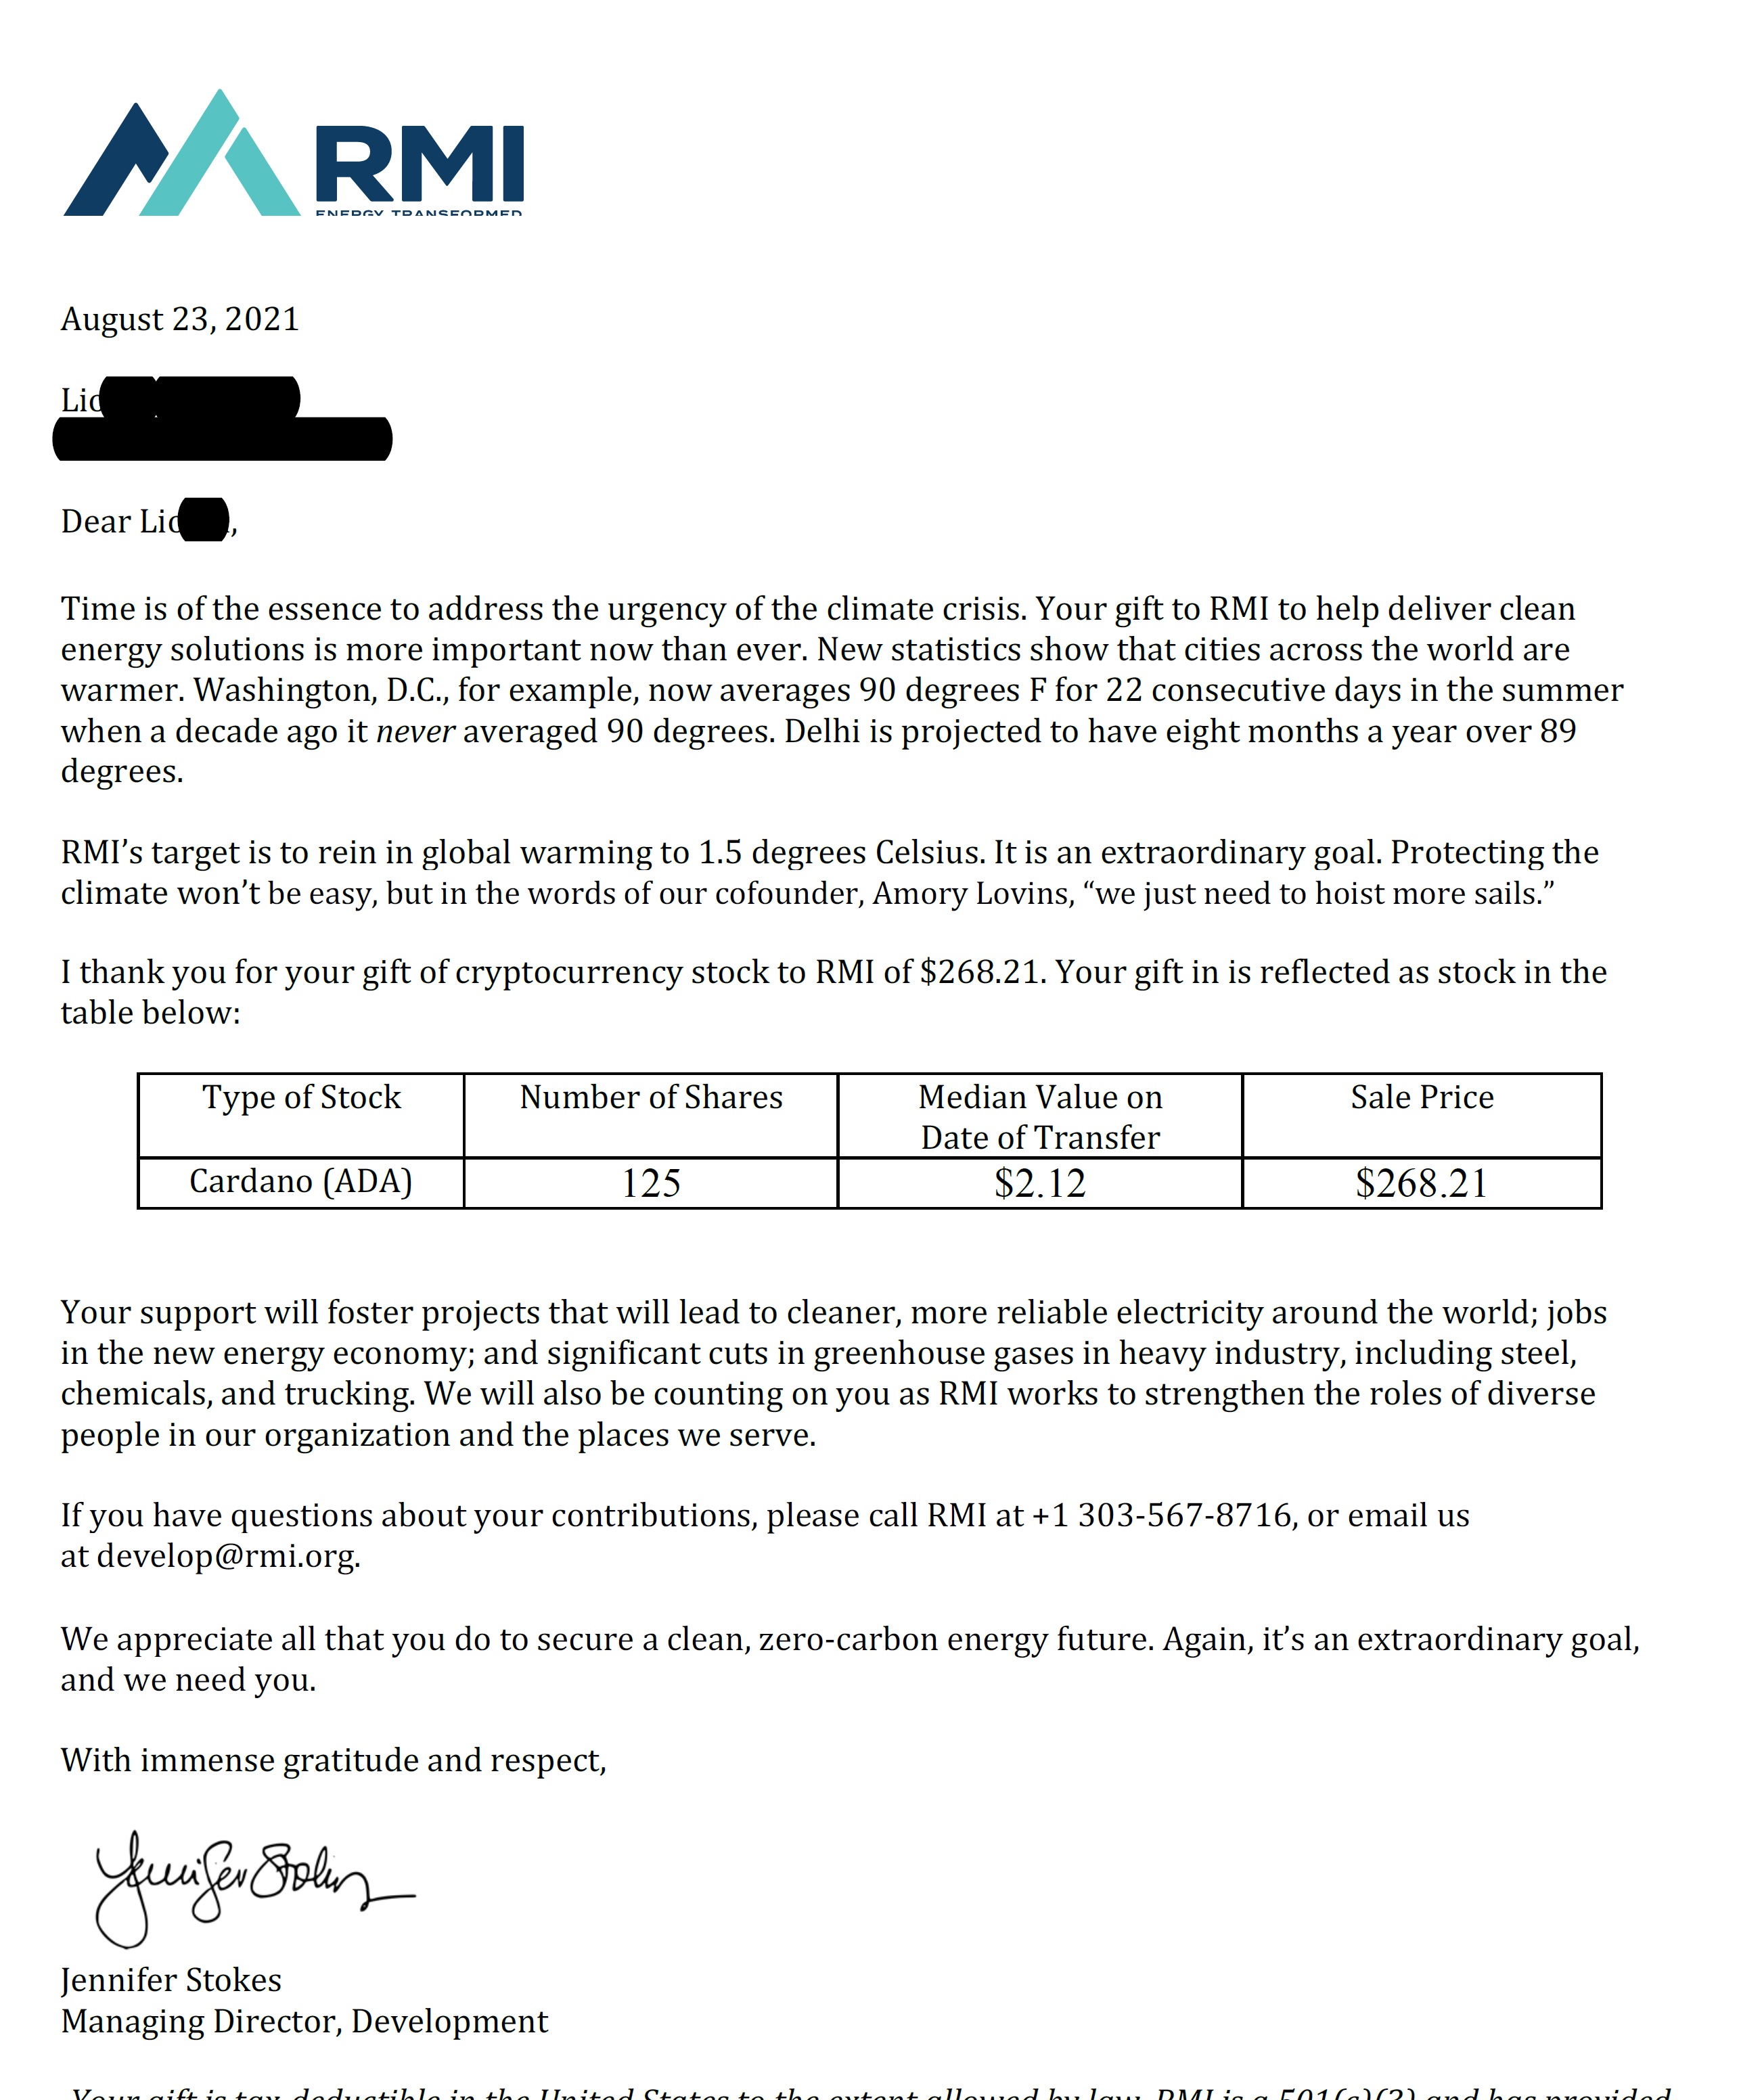 RMI
ENERGY TRANSFORMED
August 23, 2021
Dear
Time is of the essence to address the urgency of the climate crisis. Your gift to RMI to help deliver clean
energy solutions is more important now than ever. New statistics show that cities across the world are
warmer. Washington, D.C., for example, now averages 90 degrees F for 22 consecutive days in the summer
when a decade ago it never averaged 90 degrees. Delhi is projected to have eight months a year over 89
degrees.
RMI’s target is to rein in global warming to 1.5 degrees Celsius. It is an extraordinary goal. Protecting the
climate won’t be easy, but in the words of our cofounder, Amory Lovins, “we just need to hoist more sails.”
I thank you for your gift of cryptocurrency stock to RMI of $268.21. Your gift in is reflected as stock in the
table below:
Type of Stock Number of Shares Median Value on Sale Price
Date of Transfer
Cardano (ADA) 125 $2.12 $268.21
Your support will foster projects that will lead to cleaner, more reliable electricity around the world; jobs
in the new energy economy; and significant cuts in greenhouse gases in heavy industry, including steel,
chemicals, and trucking. We will also be counting on you as RMI works to strengthen the roles of diverse
people in our organization and the places we serve.
If you have questions about your contributions, please call RMI at +1 303-567-8716, or email us
at develop@rmi.org.
We appreciate all that you do to secure a clean, zero-carbon energy future. Again, it’s an extraordinary goal,
and we need you.
With immense gratitude and respect,
Jennifer Stokes
Jennifer Stokes
Managing Director, Development
Your gift is tax-deductible in the United States to the extent allowed by law. RMI is a 501(c)(3) and has provided